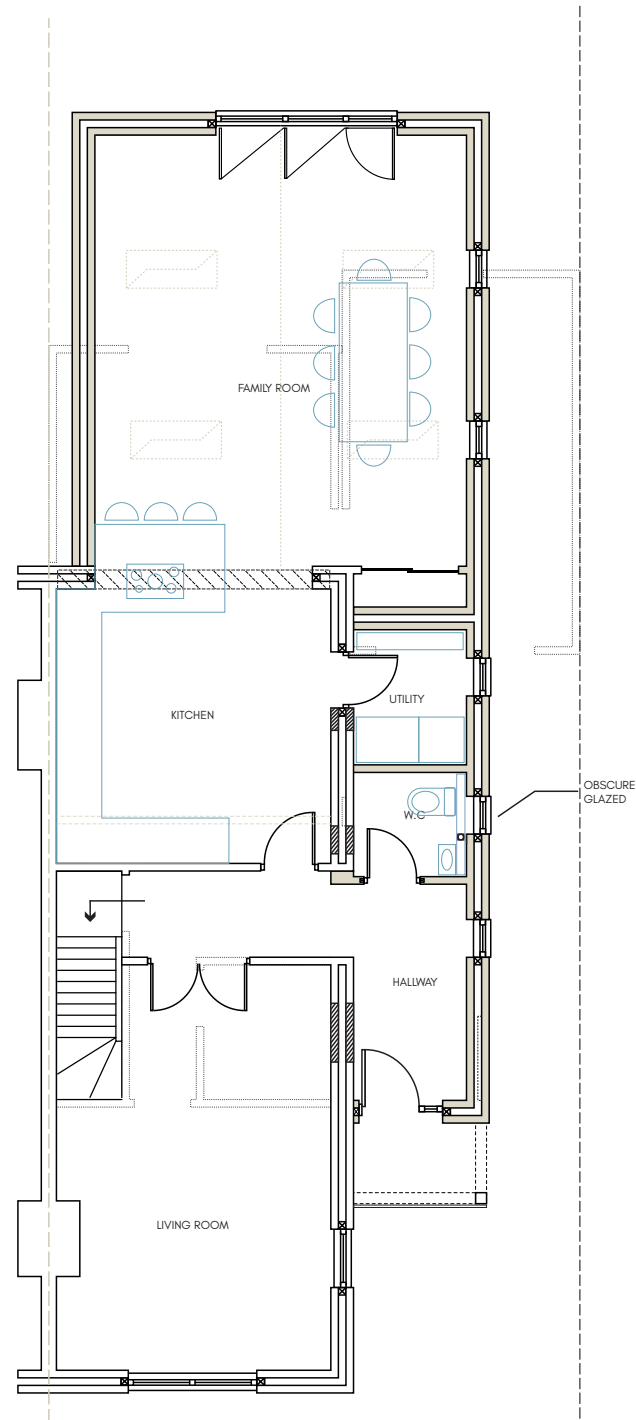 FAMILY ROOM
KITCHEN
UTILITY
OBSCURE
GLAZED
W.C
HALLWAY
LIVING ROOM